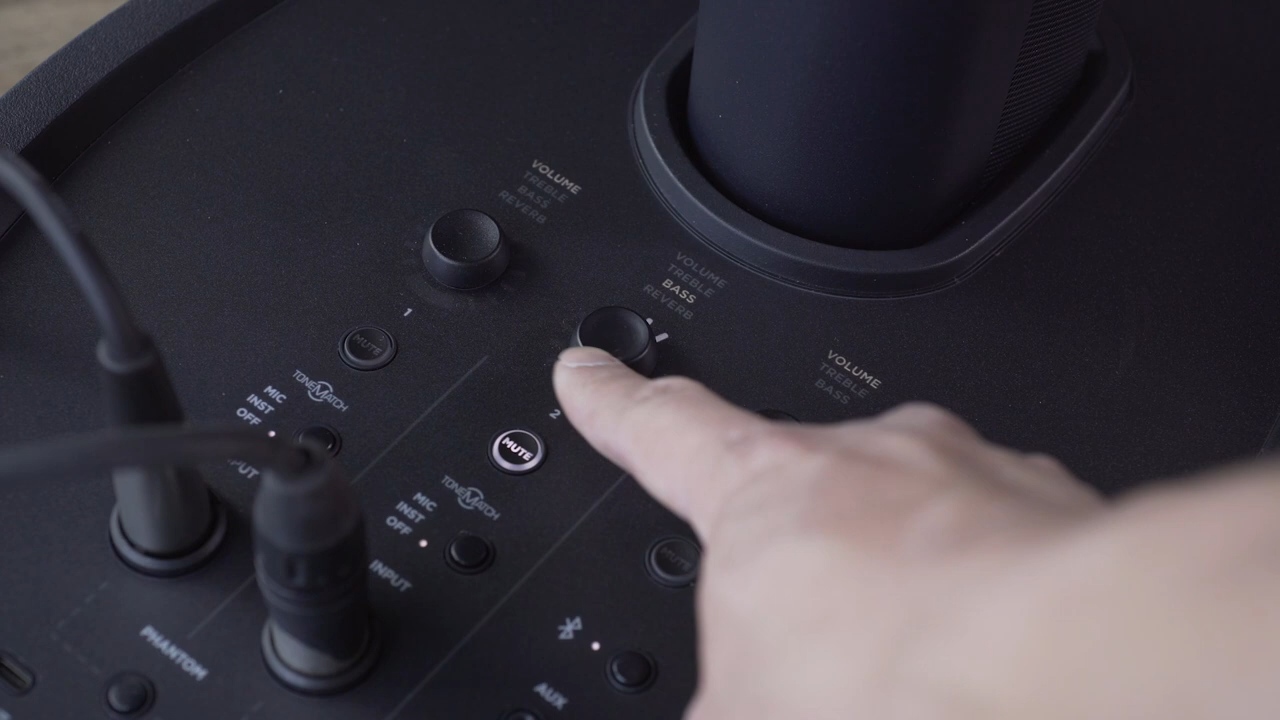 VOLUME
TREBLE
BASS
REVERB
1
MUTE
TONEMATCH
MIC
INST
OFF
VOLUME
TREBLE
BASS
REVERB
2
MUTE
TONEMATCH
MIC
INST
OFF
INPUT
PHANTOM
VOLUME
TREBLE
BASS
MUTE
AUX